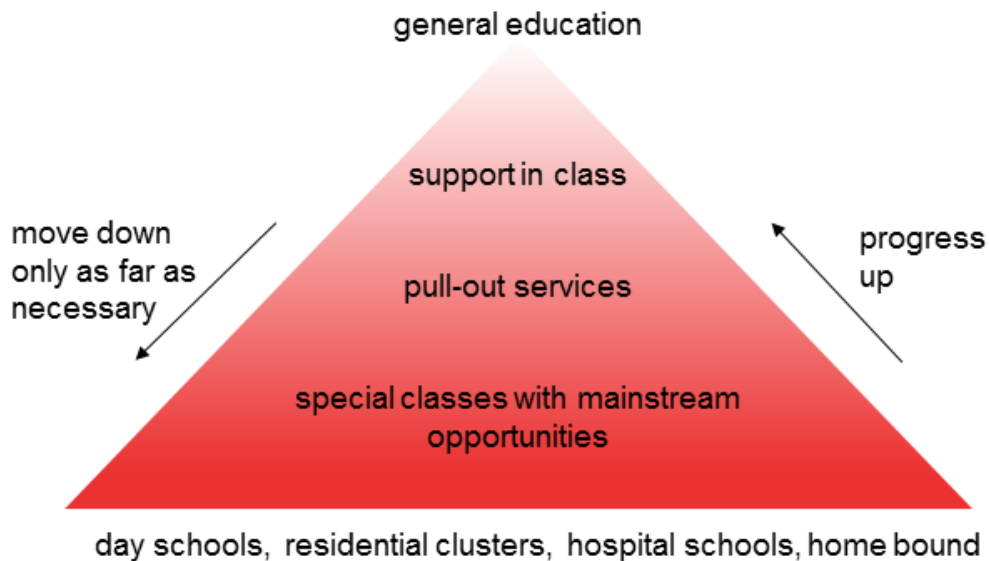 general education
support in class
move down
only as far as
necessary
progress
up
pull-out services
special classes with mainstream
opportunities
day schools, residential clusters, hospital schools, home bound